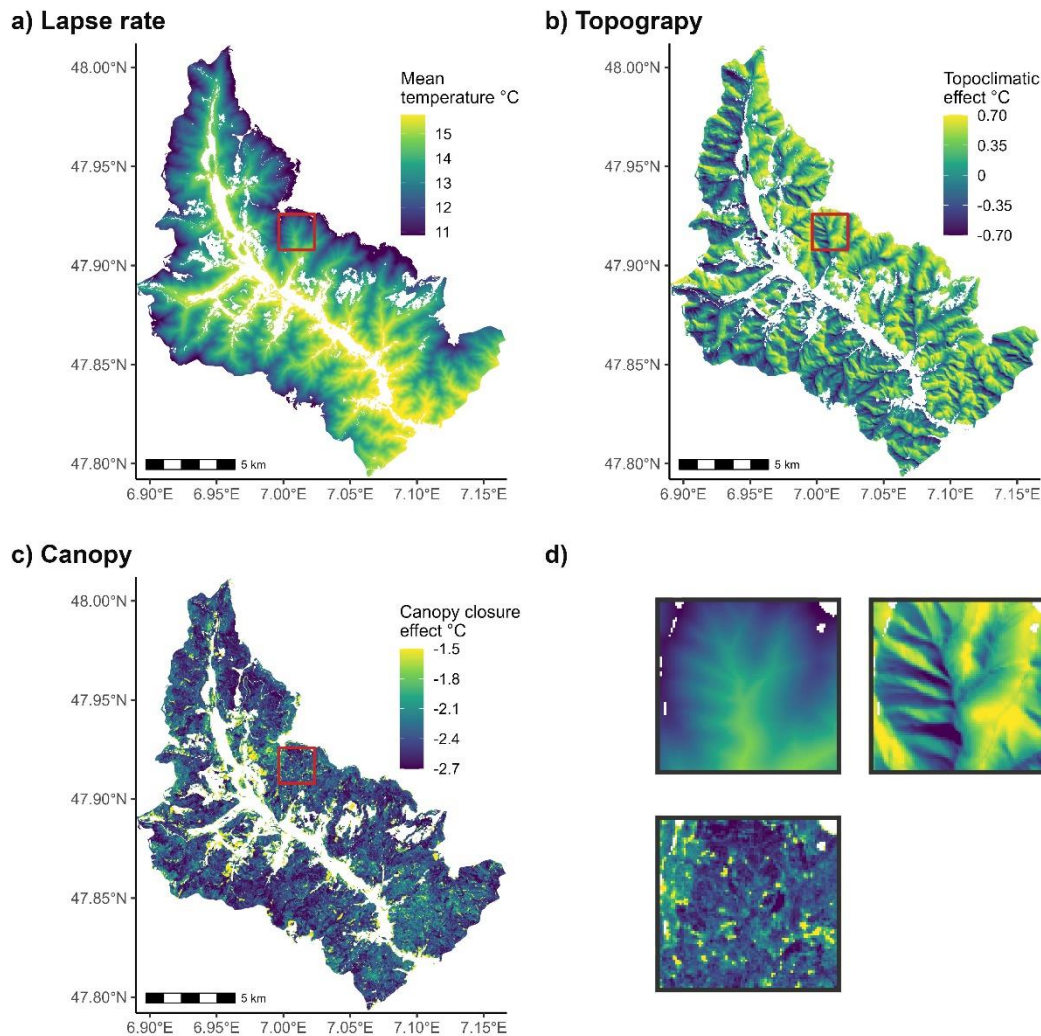 a) Lapse rate
48.00°N
47.95°N
47.90°N
47.85°N
47.80°N
6.90°E 6.95°E 7.00°E 7.05°E 7.10°E 7.15°E
Mean
temperature °C
15
14
13
12
11
5 km
b) Topograpy
48.00°N
47.95°N
47.90°N
47.85°N
47.80°N
6.90°E 6.95°E 7.00°E 7.05°E 7.10°E 7.15°E
Topoclimatic
effect °C
0.70
0.35
0
-0.35
-0.70
5 km
c) Canopy
48.00°N
47.95°N
47.90°N
47.85°N
47.80°N
6.90°E 6.95°E 7.00°E 7.05°E 7.10°E 7.15°E
Canopy closure
effect °C
-1.5
-1.8
-2.1
-2.4
-2.7
5 km
d)